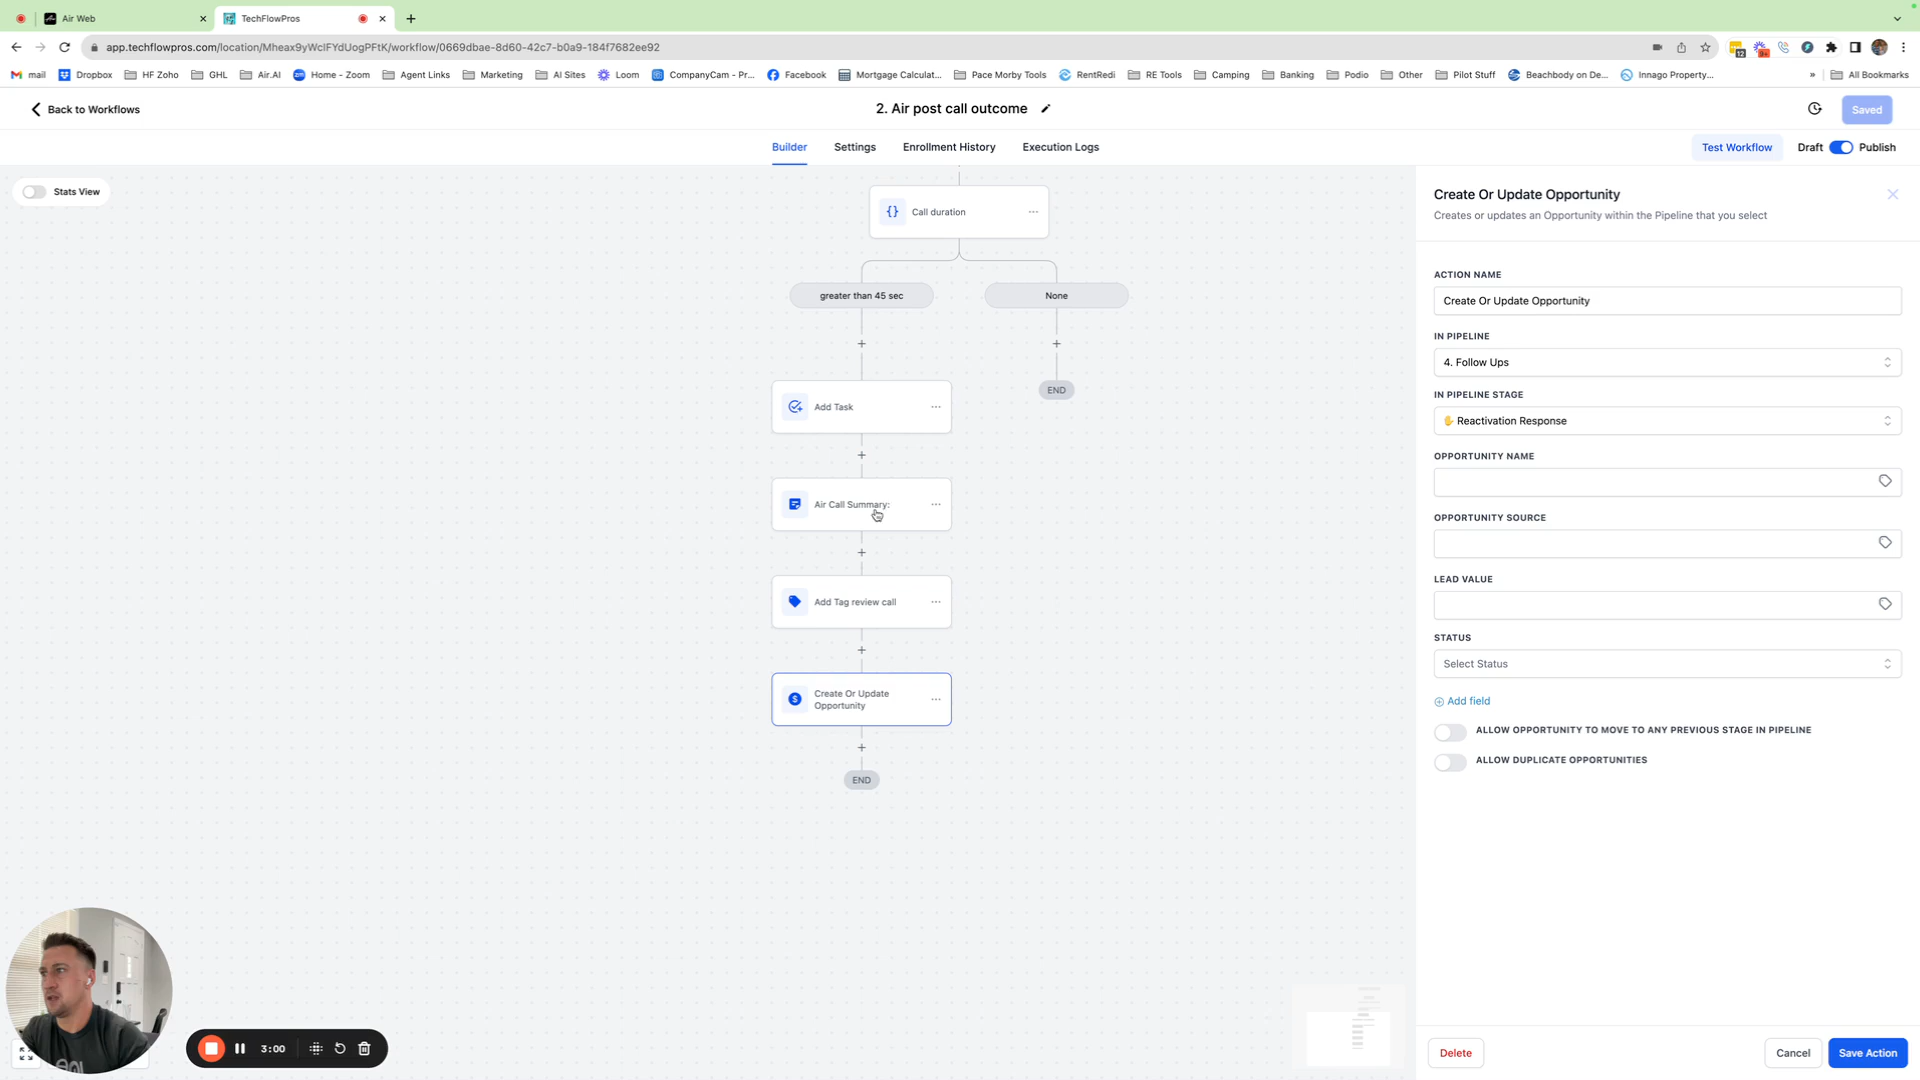 Air Web
TechFlowPros
app.techflowpros.com/location/Mheax9yWclFYdUogPFtK/workflow/0669dbae-8d60-42c7-b0a9-184f7682ee92
12
9+
mail
Dropbox
HF Zoho
GHL
Air.AI
Home - Zoom
Agent Links
Marketing
AI Sites
Loom
CompanyCam - Pr...
Facebook
Mortgage Calculat...
Pace Morby Tools
RentRedi
RE Tools
Camping
Banking
Podio
Other
Pilot Stuff
Beachbody on De...
Innago Property...
»
All Bookmarks
Back to Workflows
2. Air post call outcome
Saved
Builder
Settings
Enrollment History
Execution Logs
Test Workflow
Draft
Publish
Stats View
Call duration
greater than 45 sec
None
END
Add Task
Air Call Summary:
Add Tag review call
Create Or Update
Opportunity
END
Create Or Update Opportunity
Creates or updates an Opportunity within the Pipeline that you select
ACTION NAME
Create Or Update Opportunity
IN PIPELINE
4. Follow Ups
IN PIPELINE STAGE
✋ Reactivation Response
OPPORTUNITY NAME
OPPORTUNITY SOURCE
LEAD VALUE
STATUS
Select Status
Add field
ALLOW OPPORTUNITY TO MOVE TO ANY PREVIOUS STAGE IN PIPELINE
ALLOW DUPLICATE OPPORTUNITIES
3:00
Delete
Cancel
Save Action